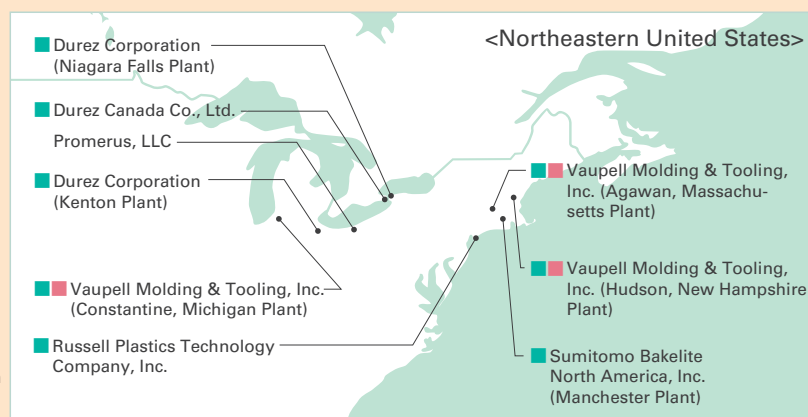 <Northeastern United States>
Durez Corporation
(Niagara Falls Plant)
Durez Canada Co., Ltd.
Promerus, LLC
Durez Corporation
(Kenton Plant)
Vaupell Molding & Tooling, Inc.
(Constantine, Michigan Plant)
Russell Plastics Technology
Company, Inc.
Vaupell Molding & Tooling,
Inc. (Agawan, Massachu-
setts Plant)
Vaupell Molding & Tooling,
Inc. (Hudson, New Hampshire
Plant)
Sumitomo Bakelite
North America, Inc.
(Manchester Plant)